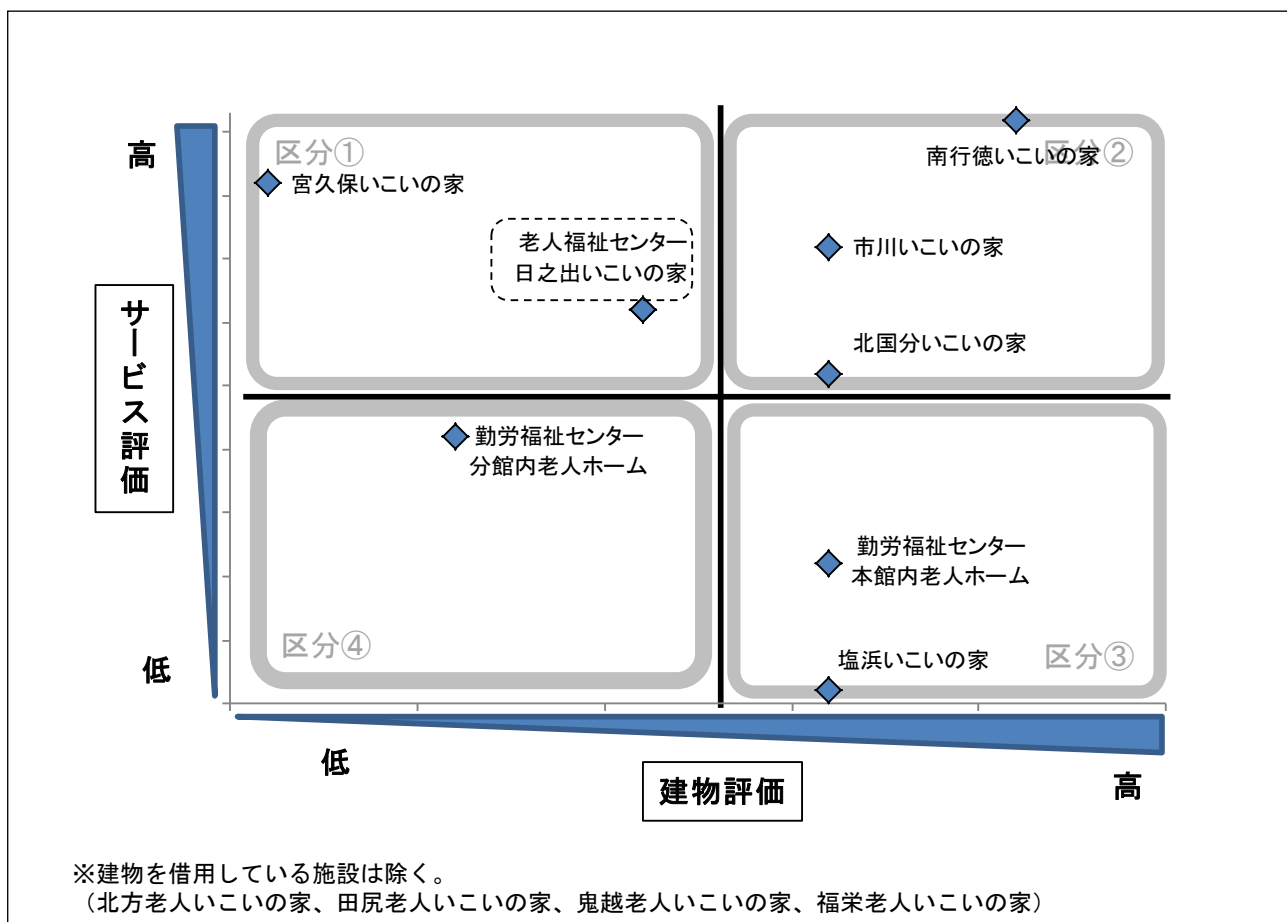 高
区分①
区分②
南行徳いこいの家
宮久保いこいの家
老人福祉センター
日之出いこいの家
市川いこいの家
サービス評価
北国分いこいの家
勤労福祉センター
分館内老人ホーム
勤労福祉センター
本館内老人ホーム
区分④
塩浜いこいの家
区分③
低
低
建物評価
高
※建物を借用している施設は除く。
（北方老人いこいの家、田尻老人いこいの家、鬼越老人いこいの家、福栄老人いこいの家）